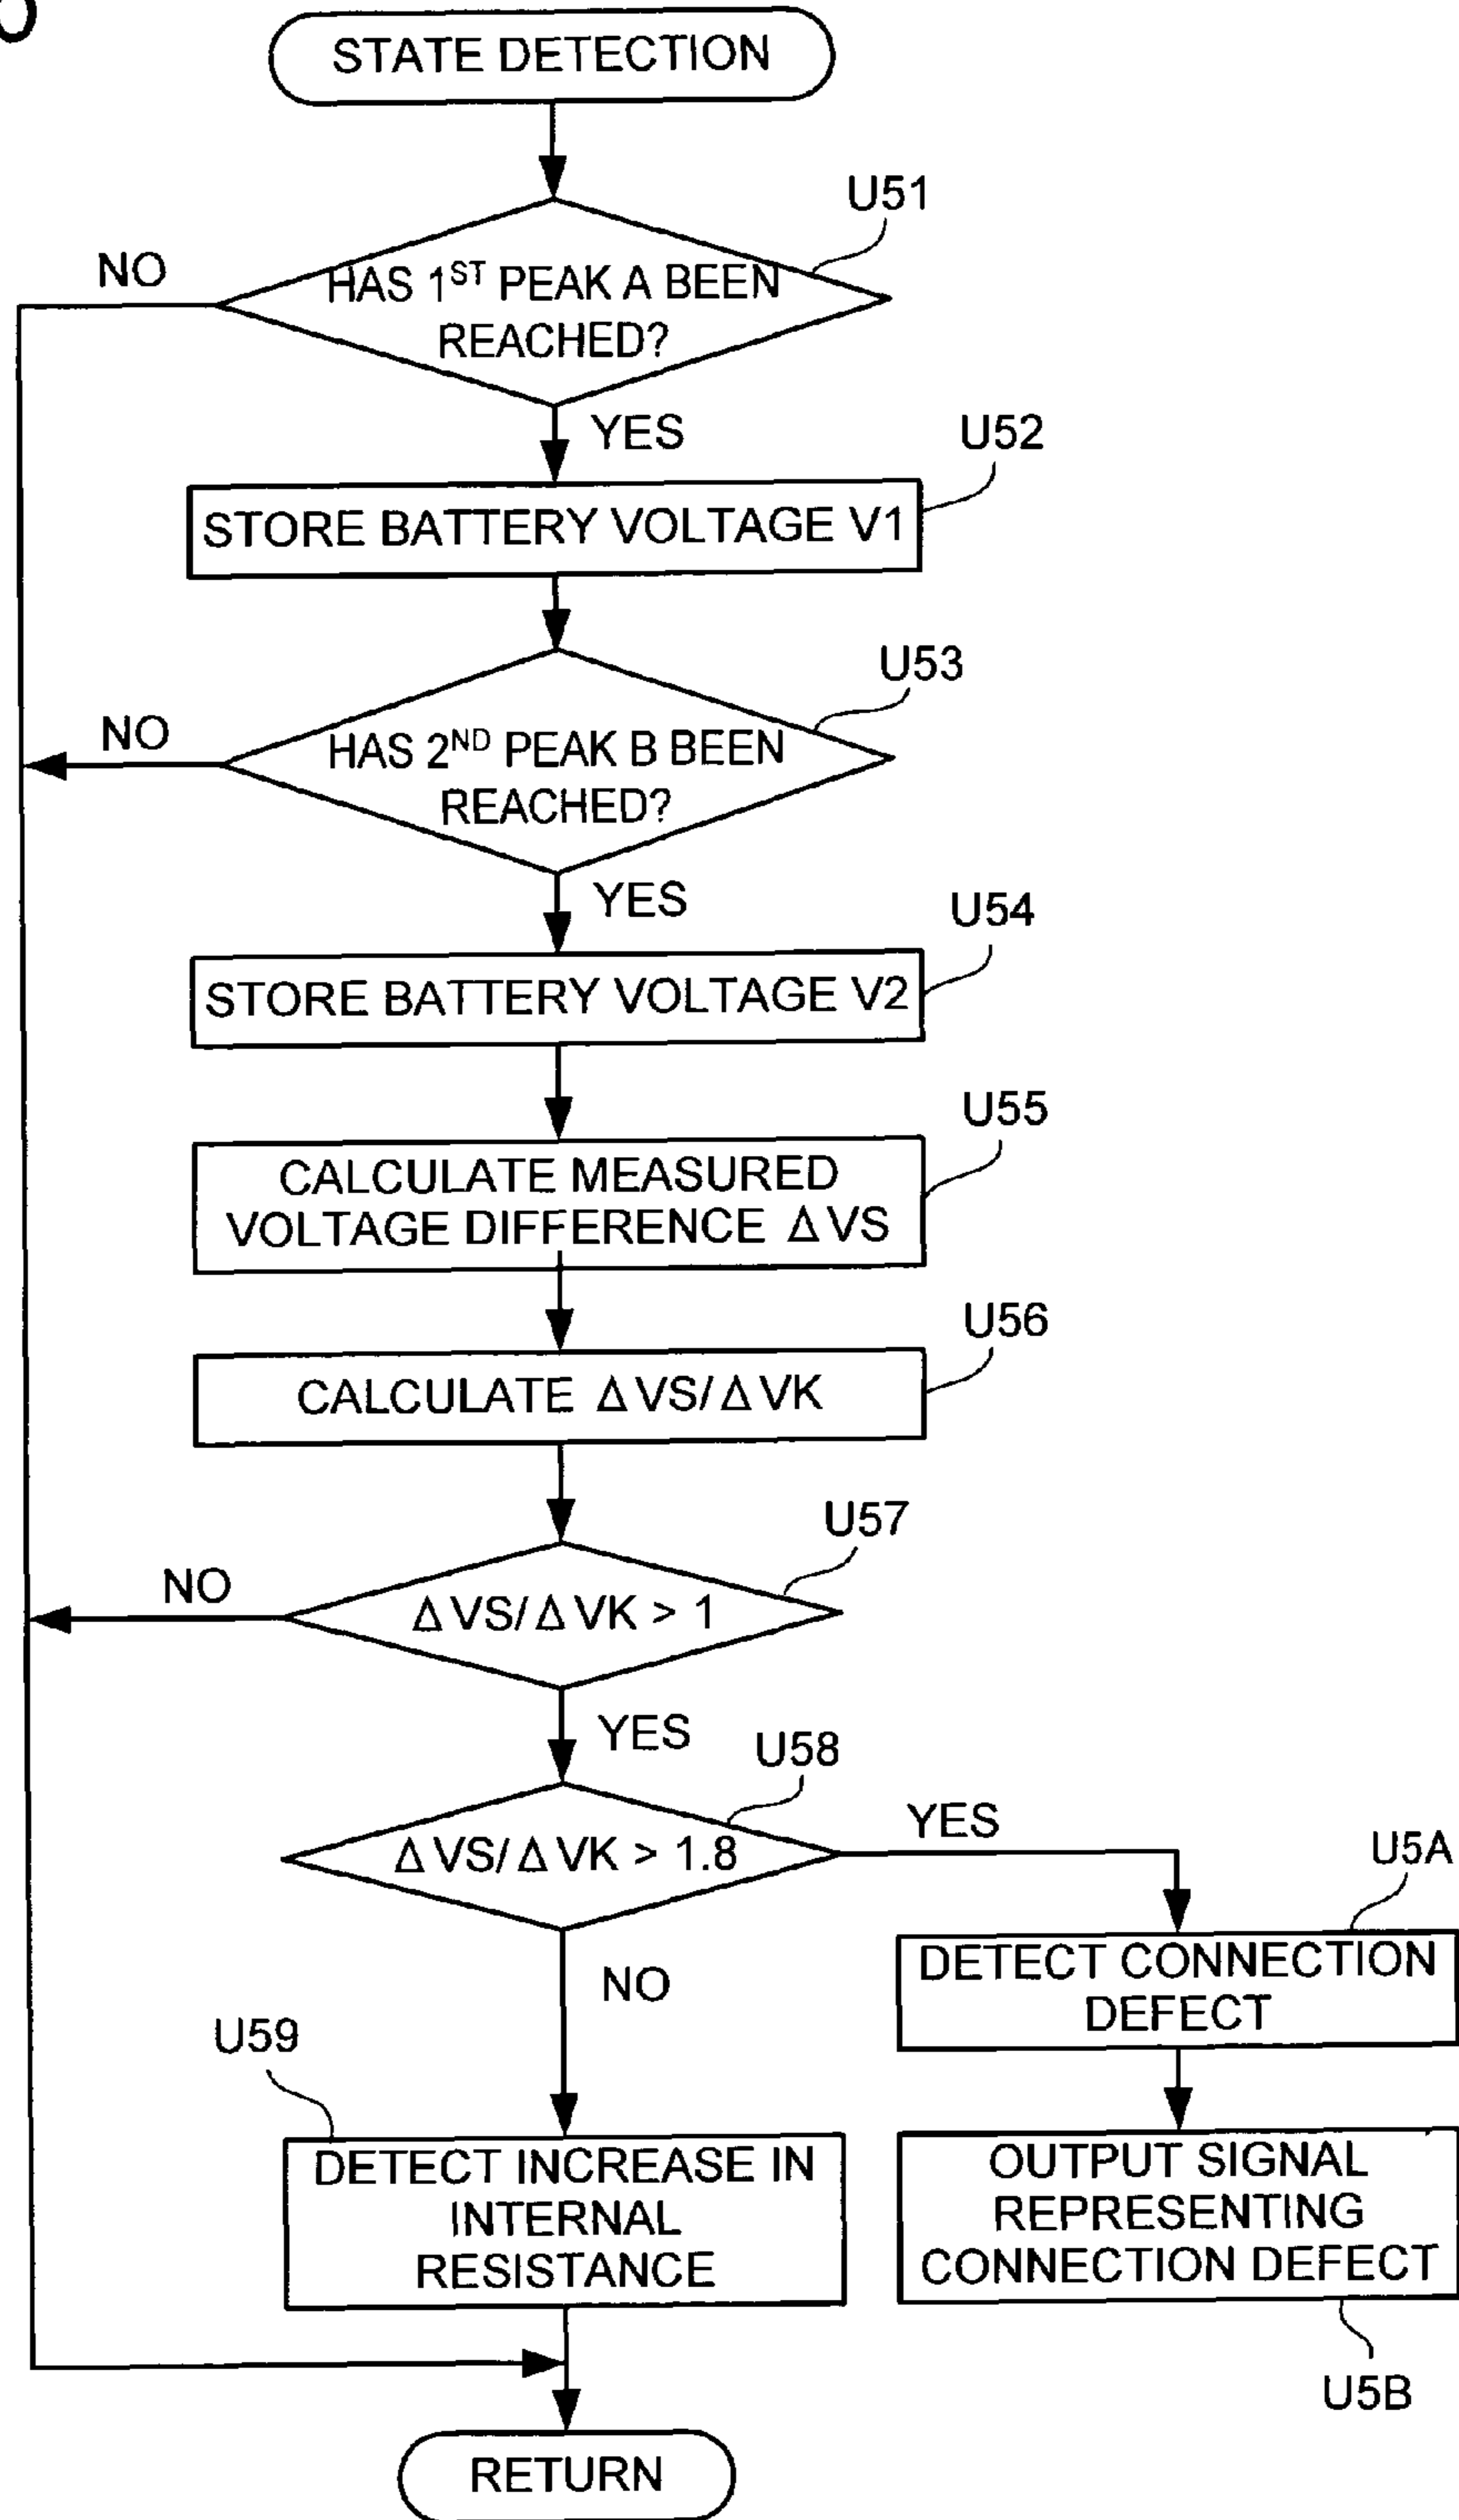 STATE DETECTION
U51
NO
HAS 1ST PEAK A BEEN
REACHED?
YES
U52
STORE BATTERY VOLTAGE V1
U53
NO
HAS 2ND PEAK B BEEN
REACHED?
YES
U54
STORE BATTERY VOLTAGE V2
U55
CALCULATE MEASURED
VOLTAGE DIFFERENCE ΔVS
U56
CALCULATE ΔVS/ΔVK
U57
NO
ΔVS/ΔVK > 1
YES
U58
ΔVS/ΔVK > 1.8
YES
U5A
NO
DETECT CONNECTION
DEFECT
U59
DETECT INCREASE IN
INTERNAL
RESISTANCE
OUTPUT SIGNAL
REPRESENTING
CONNECTION DEFECT
U5B
RETURN